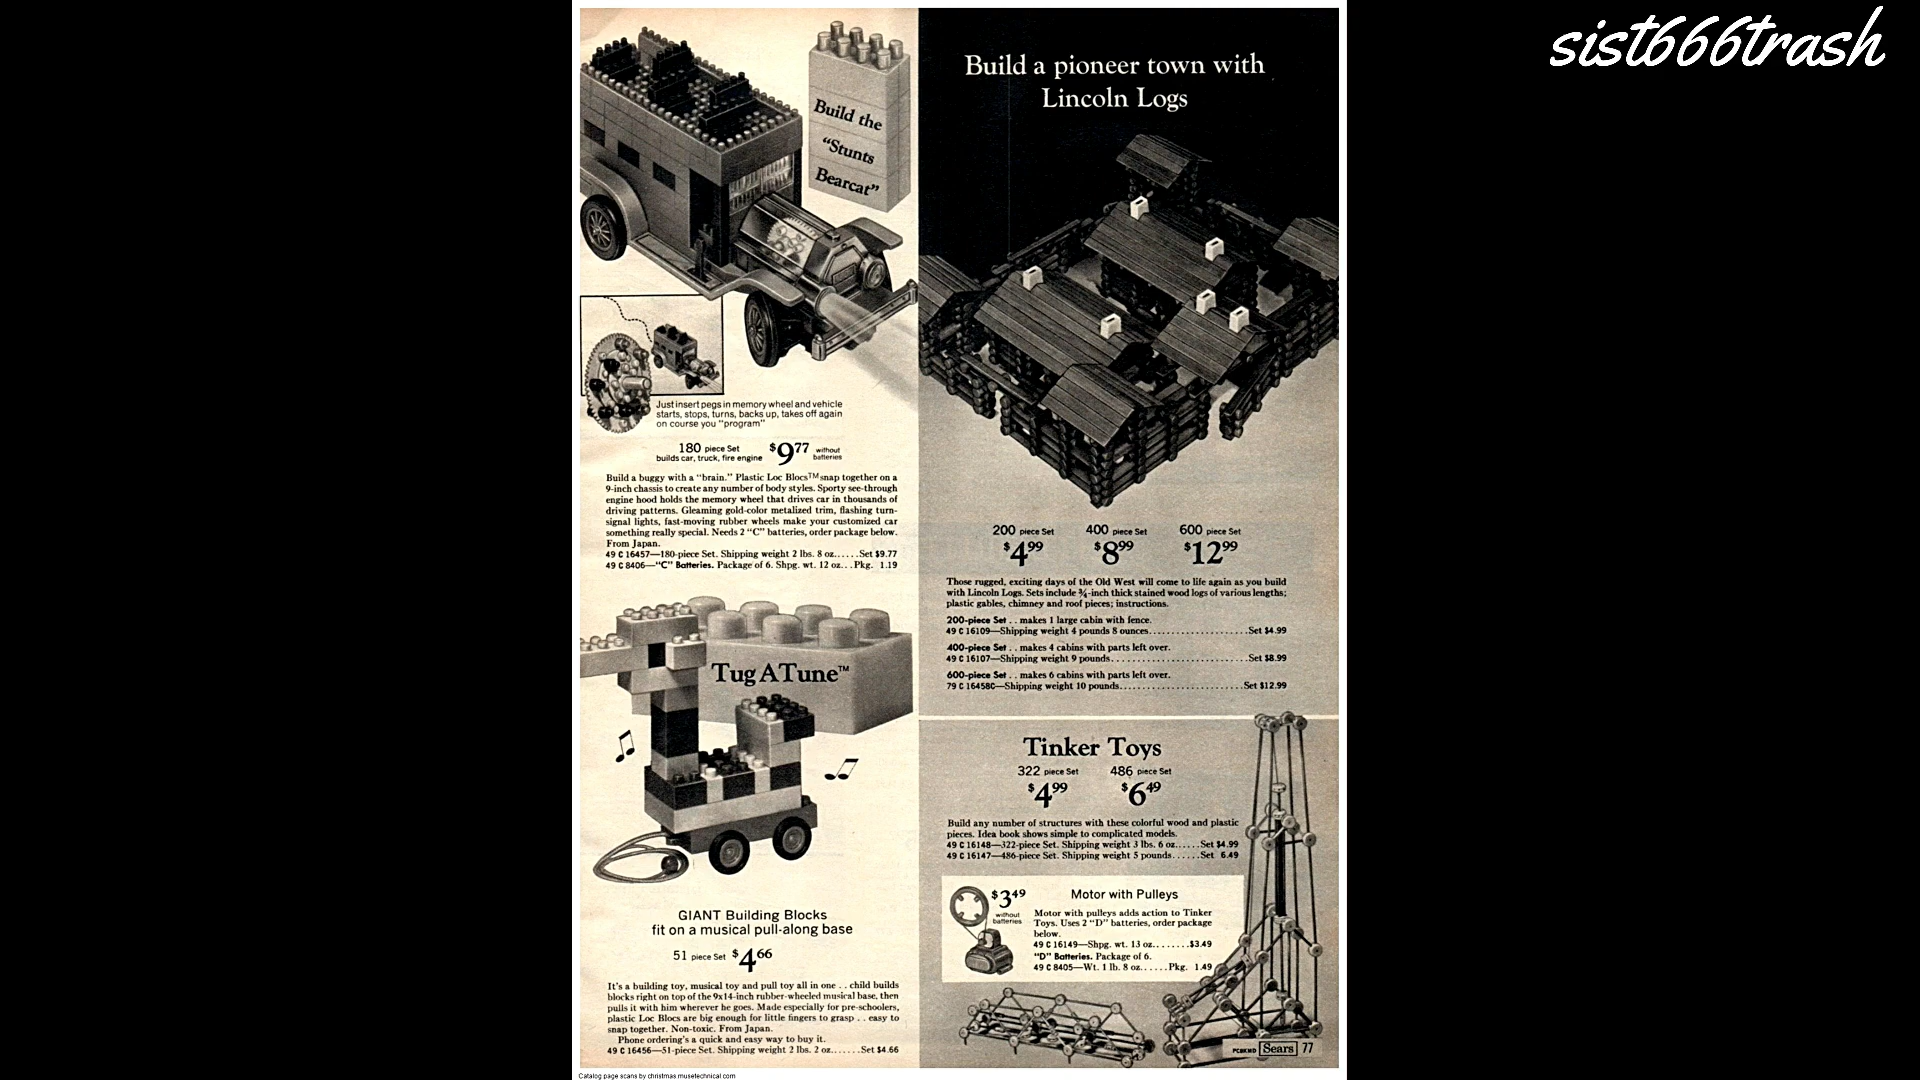 sist666trash
Build the
“Stunts
Bearcat”
Just insert pegs in memory wheel and vehicle
starts, stops, turns, backs up, takes off again
on course you "program"
180 piece Set
builds car, truck, fire engine
$9.77
without
batteries
Build a buggy with a “brain.” Plastic Loc Blocs™ snap together on a
9-inch chassis to create any number of body styles. Sporty see-through
engine hood holds the memory wheel that drives car in thousands of
driving patterns. Gleaming gold-color metalized trim, flashing turn-
signal lights, fast-moving rubber wheels make your customized car
something really special. Needs 2 “C” batteries, order package below.
From Japan.
49 C 16457—180-piece Set. Shipping weight 2 lbs. 8 oz......Set $9.77
49 C 8406—“C” Batteries. Package of 6. Shpg. wt. 12 oz...Pkg. 1.19
Tug A Tune™
GIANT Building Blocks
fit on a musical pull-along base
51 piece Set $4.66
It's a building toy, musical toy and pull toy all in one . . child builds
blocks right on top of the 9x14-inch rubber-wheeled musical base, then
pulls it with him wherever he goes. Made especially for pre-schoolers,
plastic Loc Blocs are big enough for little fingers to grasp . . easy to
snap together. Non-toxic. From Japan.
Phone ordering's a quick and easy way to buy it.
49 C 16456—51-piece Set. Shipping weight 2 lbs. 2 oz.......Set $4.66
Build a pioneer town with
Lincoln Logs
200 piece Set 400 piece Set 600 piece Set
$4.99 $8.99 $12.99
Those rugged, exciting days of the Old West will come to life again as you build
with Lincoln Logs. Sets include ¾-inch thick stained wood logs of various lengths;
plastic gables, chimney and roof pieces; instructions.
200-piece Set . . makes 1 large cabin with fence.
49 C 16109—Shipping weight 4 pounds 8 ounces....................Set $4.99
400-piece Set . . makes 4 cabins with parts left over.
49 C 16107—Shipping weight 9 pounds............................Set $8.99
600-piece Set . . makes 6 cabins with parts left over.
79 C 16458C—Shipping weight 10 pounds.........................Set $12.99
Tinker Toys
322 piece Set 486 piece Set
$4.99 $6.49
Build any number of structures with these colorful wood and plastic
pieces. Idea book shows simple to complicated models.
49 C 16148—322-piece Set. Shipping weight 3 lbs. 6 oz......Set $4.99
49 C 16147—486-piece Set. Shipping weight 5 pounds......Set 6.49
$3.49
without
batteries
Motor with Pulleys
Motor with pulleys adds action to Tinker
Toys. Uses 2 “D” batteries, order package
below.
49 C 16149—Shpg. wt. 13 oz........$3.49
“D” Batteries. Package of 6.
49 C 8405—Wt. 1 lb. 8 oz......Pkg. 1.49
Sears 77
Catalog page scans by christmas.musetechnical.com